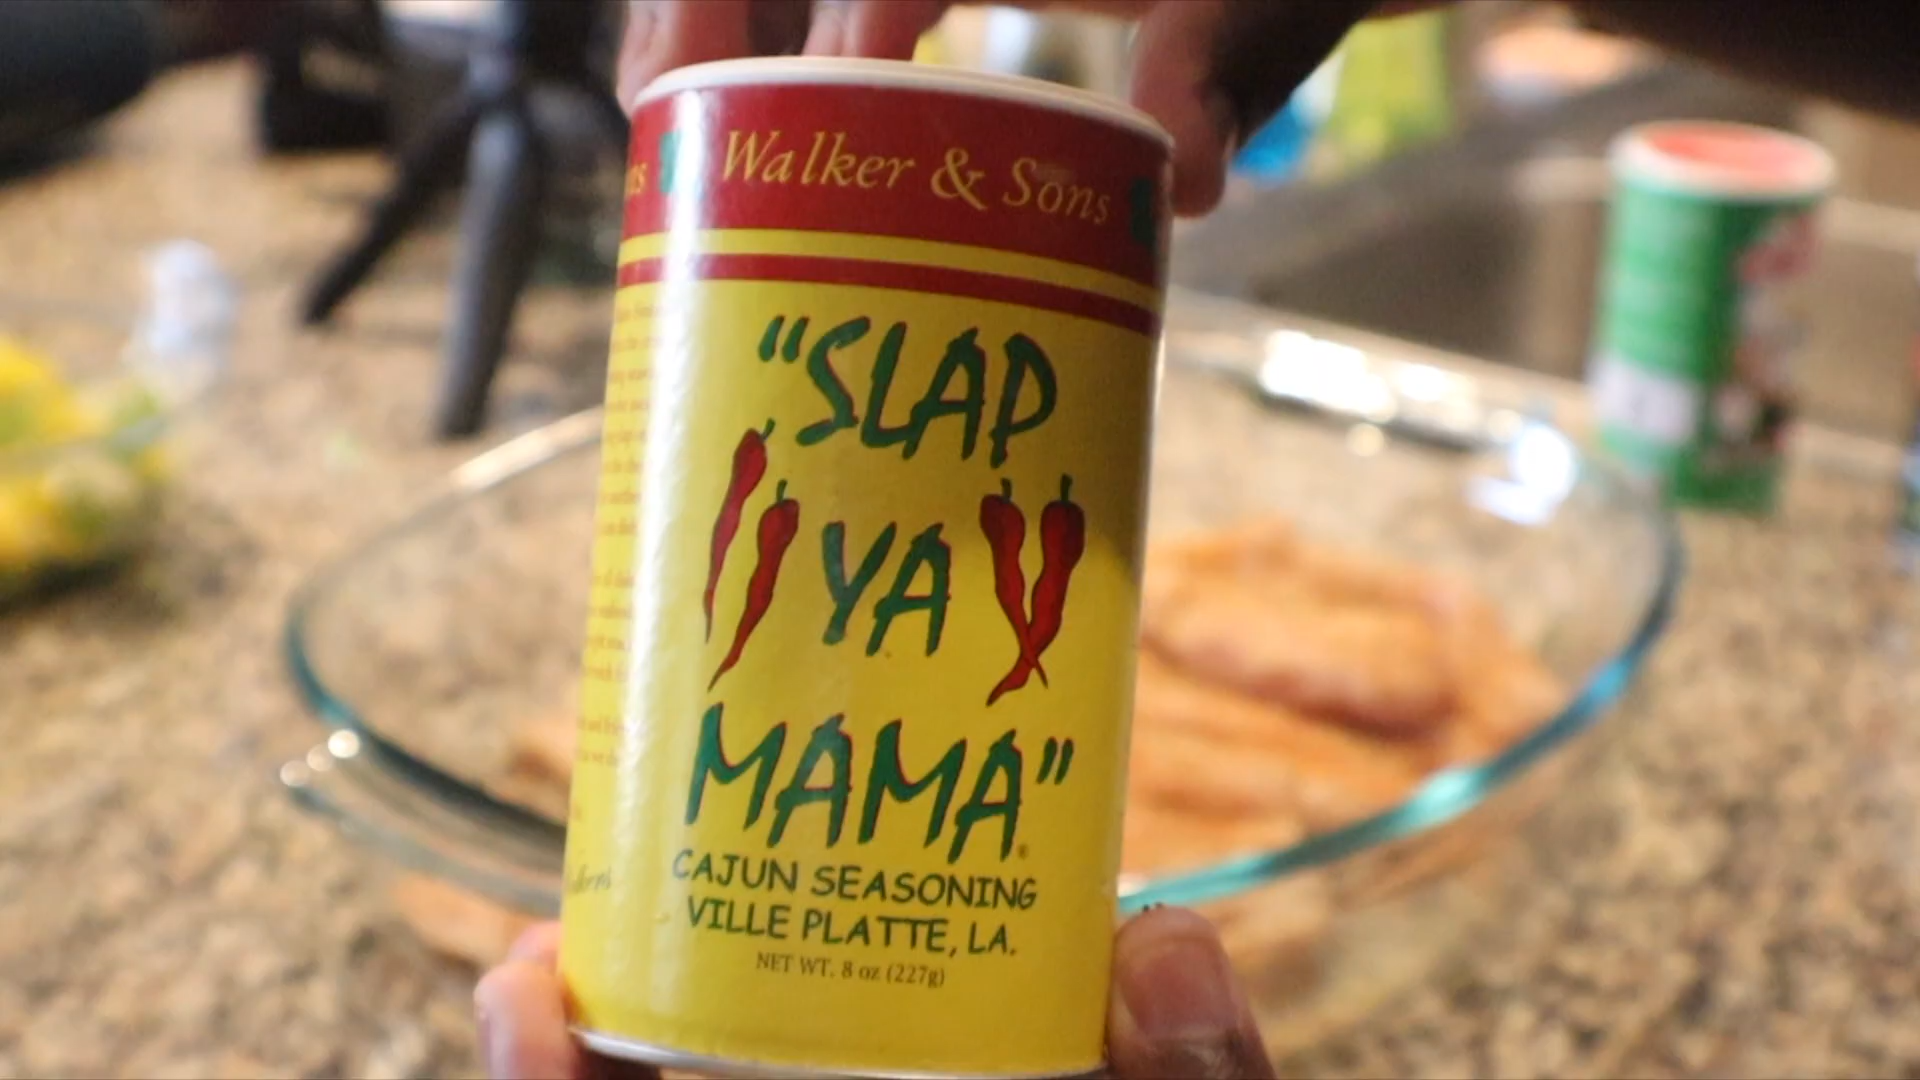 Walker & Sons
"SLAP
YA
MAMA"
CAJUN SEASONING
VILLE PLATTE, LA.
NET WT. 8 oz (227g)